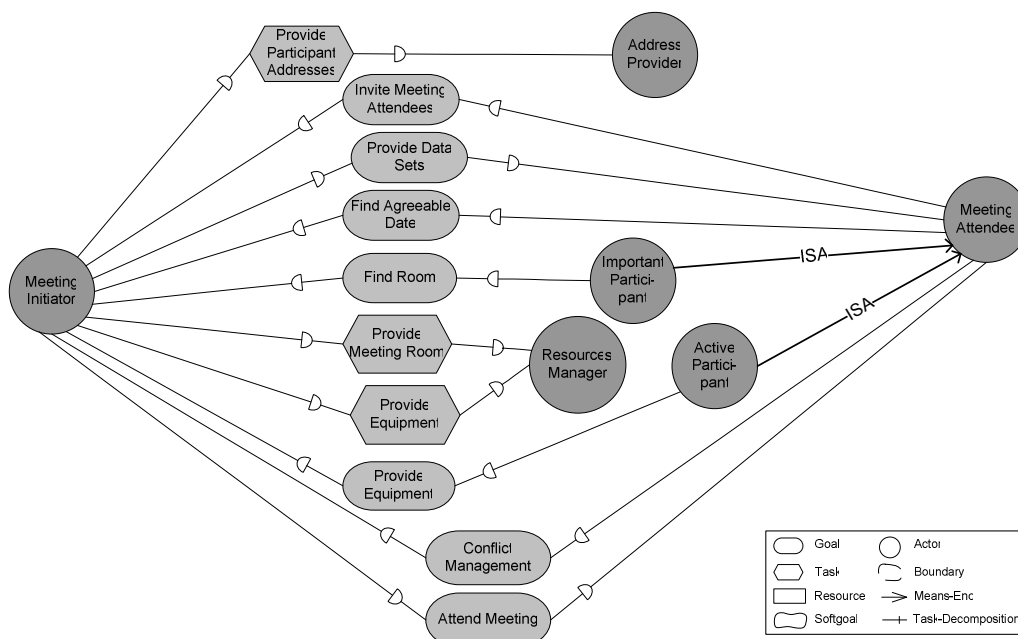 Provide
Participant
Addresses
Address
Provider
Invite Meeting
Attendees
Provide Data
Sets
Find Agreeable
Date
Meeting
Attendee
Meeting
Initiator
Find Room
Important
Partici-
pant
ISA
ISA
Provide
Meeting Room
Resources
Manager
Active
Partici-
pant
Provide
Equipment
Provide
Equipment
Conflict
Management
Attend Meeting
Goal
Actor
Task
Boundary
Resource
Means-End
Softgoal
Task-Decomposition